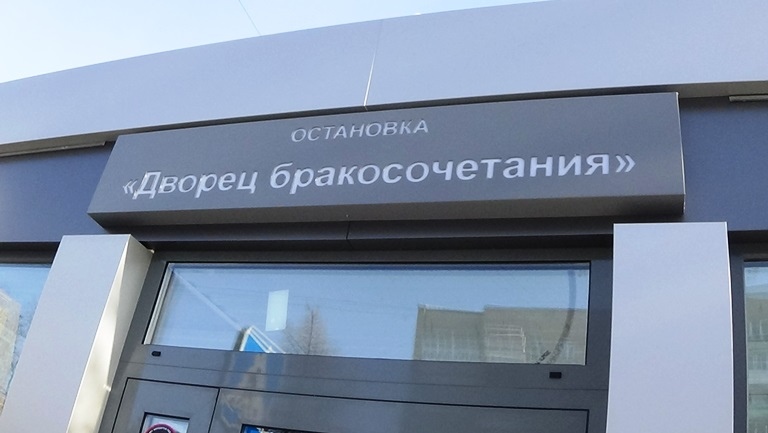 ОСТАНОВКА
«Дворец бракосочетания»